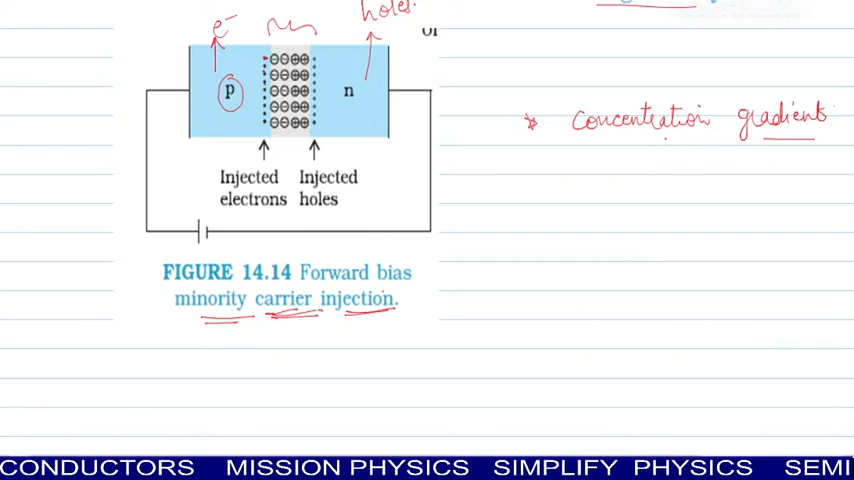 e⁻
holes.
p
n
⊖⊖⊕⊕
⊖⊖⊕⊕
⊖⊖⊕⊕
⊖⊖⊕⊕
⊖⊖⊕⊕
* Concentration gradient
Injected electrons
Injected holes
FIGURE 14.14 Forward bias
minority carrier injection.
CONDUCTORS MISSION PHYSICS SIMPLIFY PHYSICS SEMI